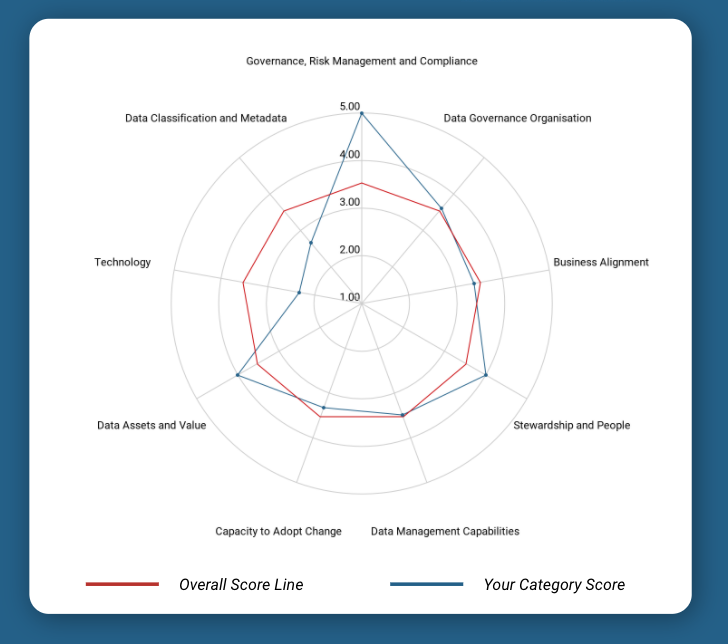 Governance, Risk Management and Compliance
5.00
Data Classification and Metadata
Data Governance Organisation
4.00
3.00
2.00
Technology
Business Alignment
1.00
Data Assets and Value
Stewardship and People
Capacity to Adopt Change
Data Management Capabilities
Overall Score Line
Your Category Score